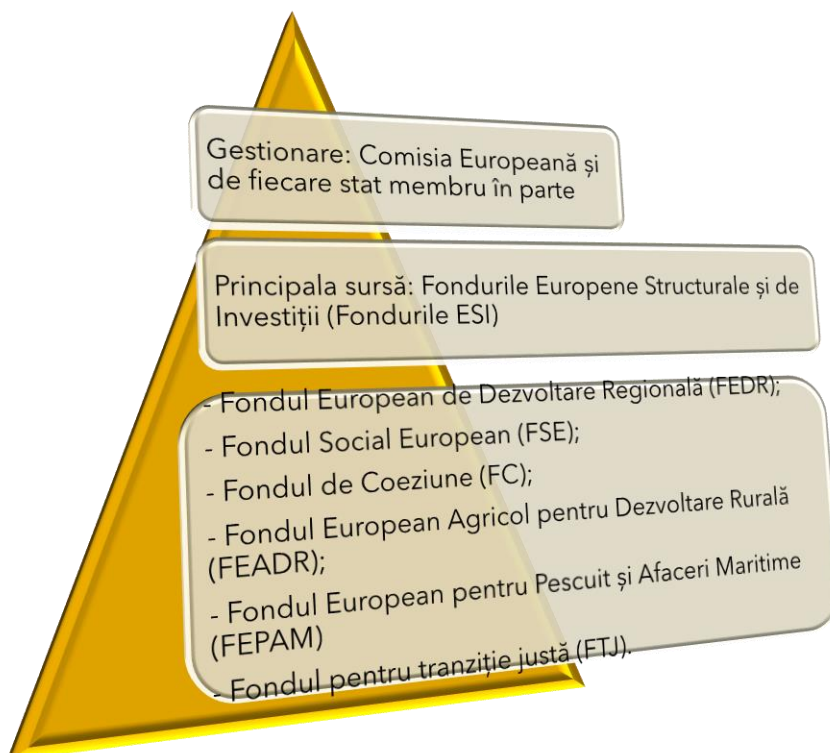 Gestionare: Comisia Europeană și
de fiecare stat membru în parte
Principala sursă: Fondurile Europene Structurale și de
Investiții (Fondurile ESI)
- Fondul European de Dezvoltare Regională (FEDR);
- Fondul Social European (FSE);
- Fondul de Coeziune (FC);
- Fondul European Agricol pentru Dezvoltare Rurală
(FEADR);
- Fondul European pentru Pescuit și Afaceri Maritime
(FEPAM)
- Fondul pentru tranziție justă (FTJ).